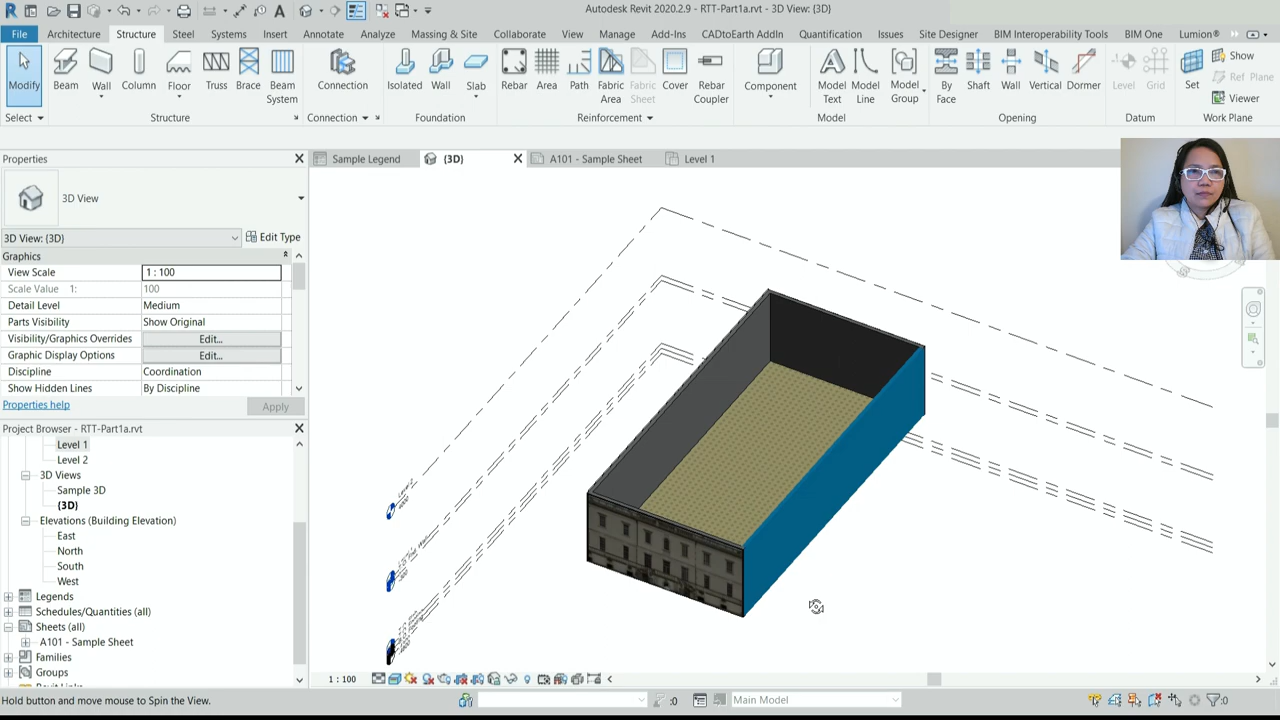 Autodesk Revit 2020.2.9 - RTT-Part1a.rvt - 3D View: {3D}
File Architecture Structure Steel Systems Insert Annotate Analyze Massing & Site Collaborate View Manage Add-Ins CADtoEarth AddIn Quantification Issues Site Designer BIM Interoperability Tools BIM One Lumion®
Modify Beam Wall Column Floor Truss Brace Beam System Connection Isolated Wall Slab Rebar Area Path Fabric Area Fabric Sheet Cover Rebar Coupler Component Model Text Model Line Model Group By Face Shaft Wall Vertical Dormer Level Grid Set Show Ref Plane Viewer
Select Structure Connection Foundation Reinforcement Model Opening Datum Work Plane
Properties
Sample Legend {3D} A101 - Sample Sheet Level 1
3D View
3D View: {3D} Edit Type
Graphics
View Scale 1 : 100
Scale Value 1: 100
Detail Level Medium
Parts Visibility Show Original
Visibility/Graphics Overrides Edit...
Graphic Display Options Edit...
Discipline Coordination
Show Hidden Lines By Discipline
Properties help Apply
Project Browser - RTT-Part1a.rvt
Level 1
Level 2
3D Views
Sample 3D
{3D}
Elevations (Building Elevation)
East
North
South
West
Legends
Schedules/Quantities (all)
Sheets (all)
A101 - Sample Sheet
Families
Groups
1 : 100
Hold button and move mouse to Spin the View.
:0 Main Model :0